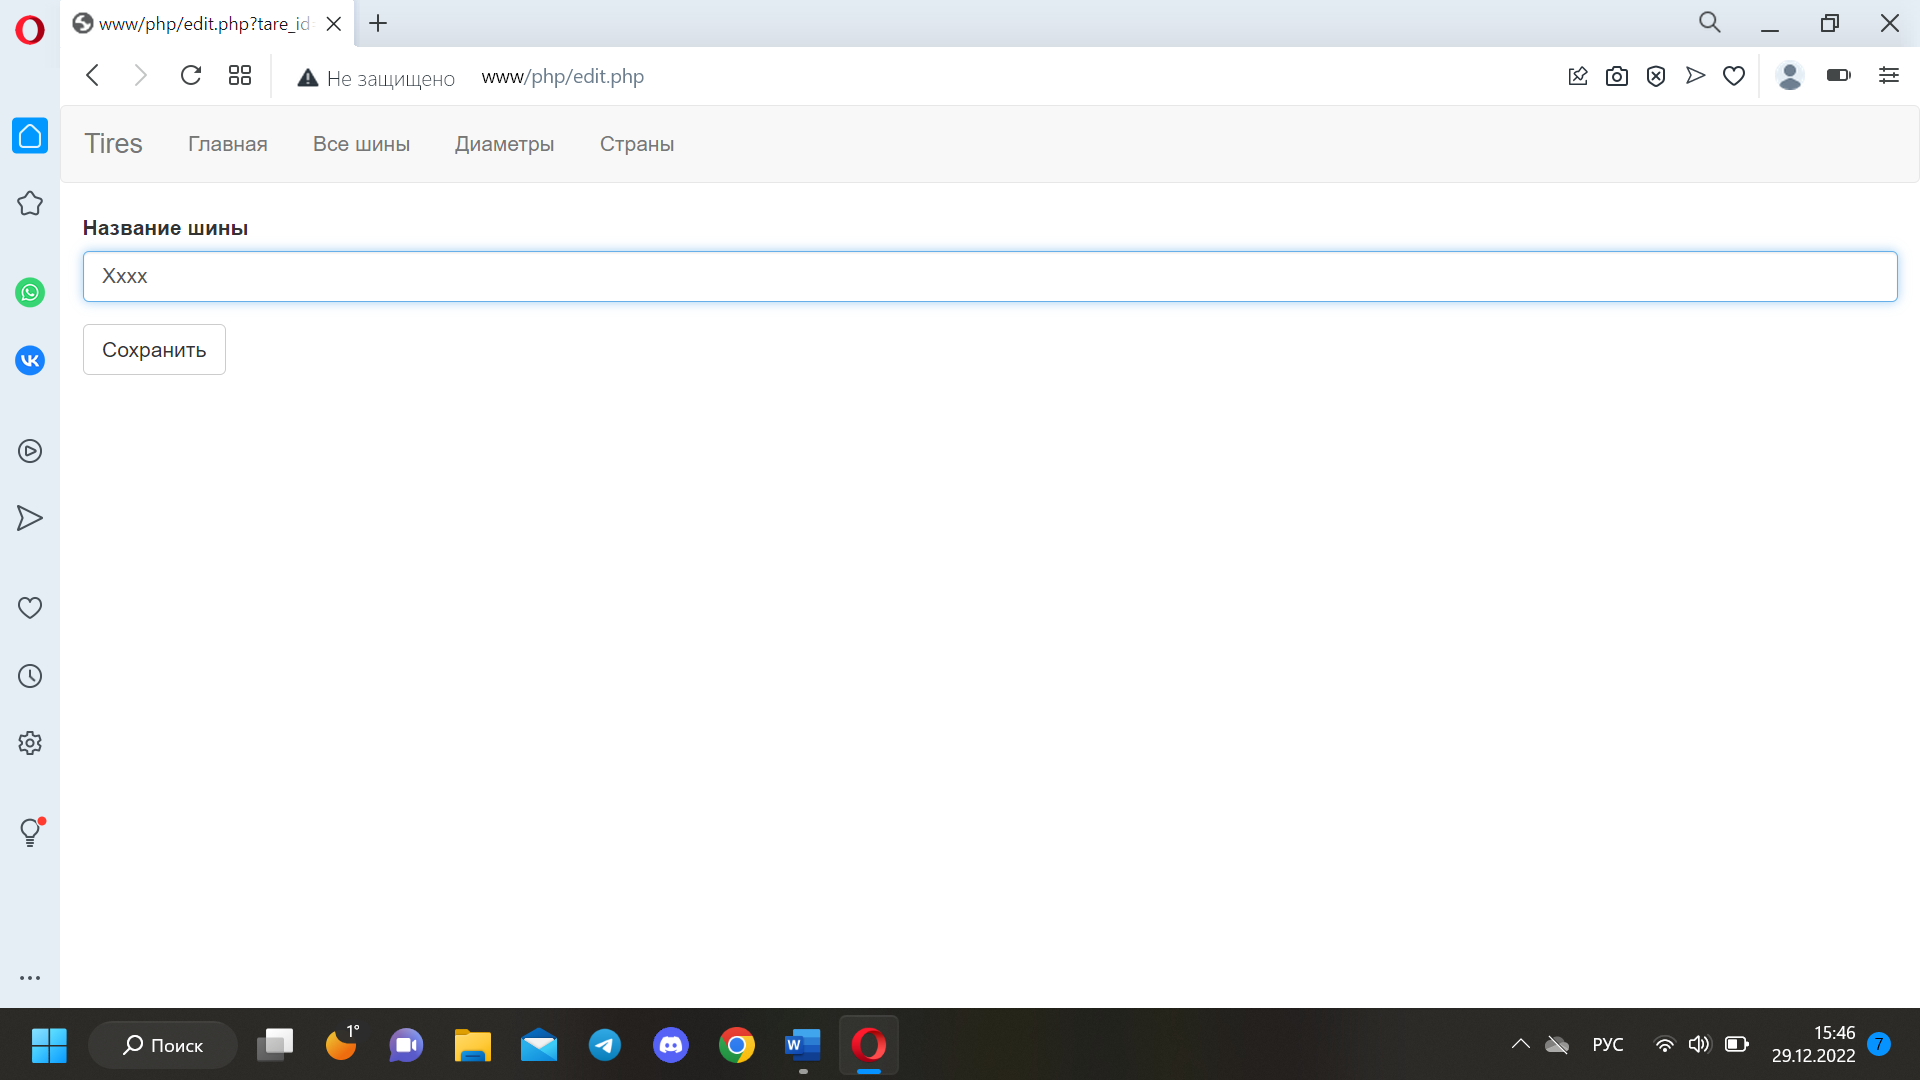 www/php/edit.php?tare_id=
Не защищено www/php/edit.php
Tires Главная Все шины Диаметры Страны
Название шины
Xxxx
Сохранить
Поиск
1°
РУС
15:46
29.12.2022
7